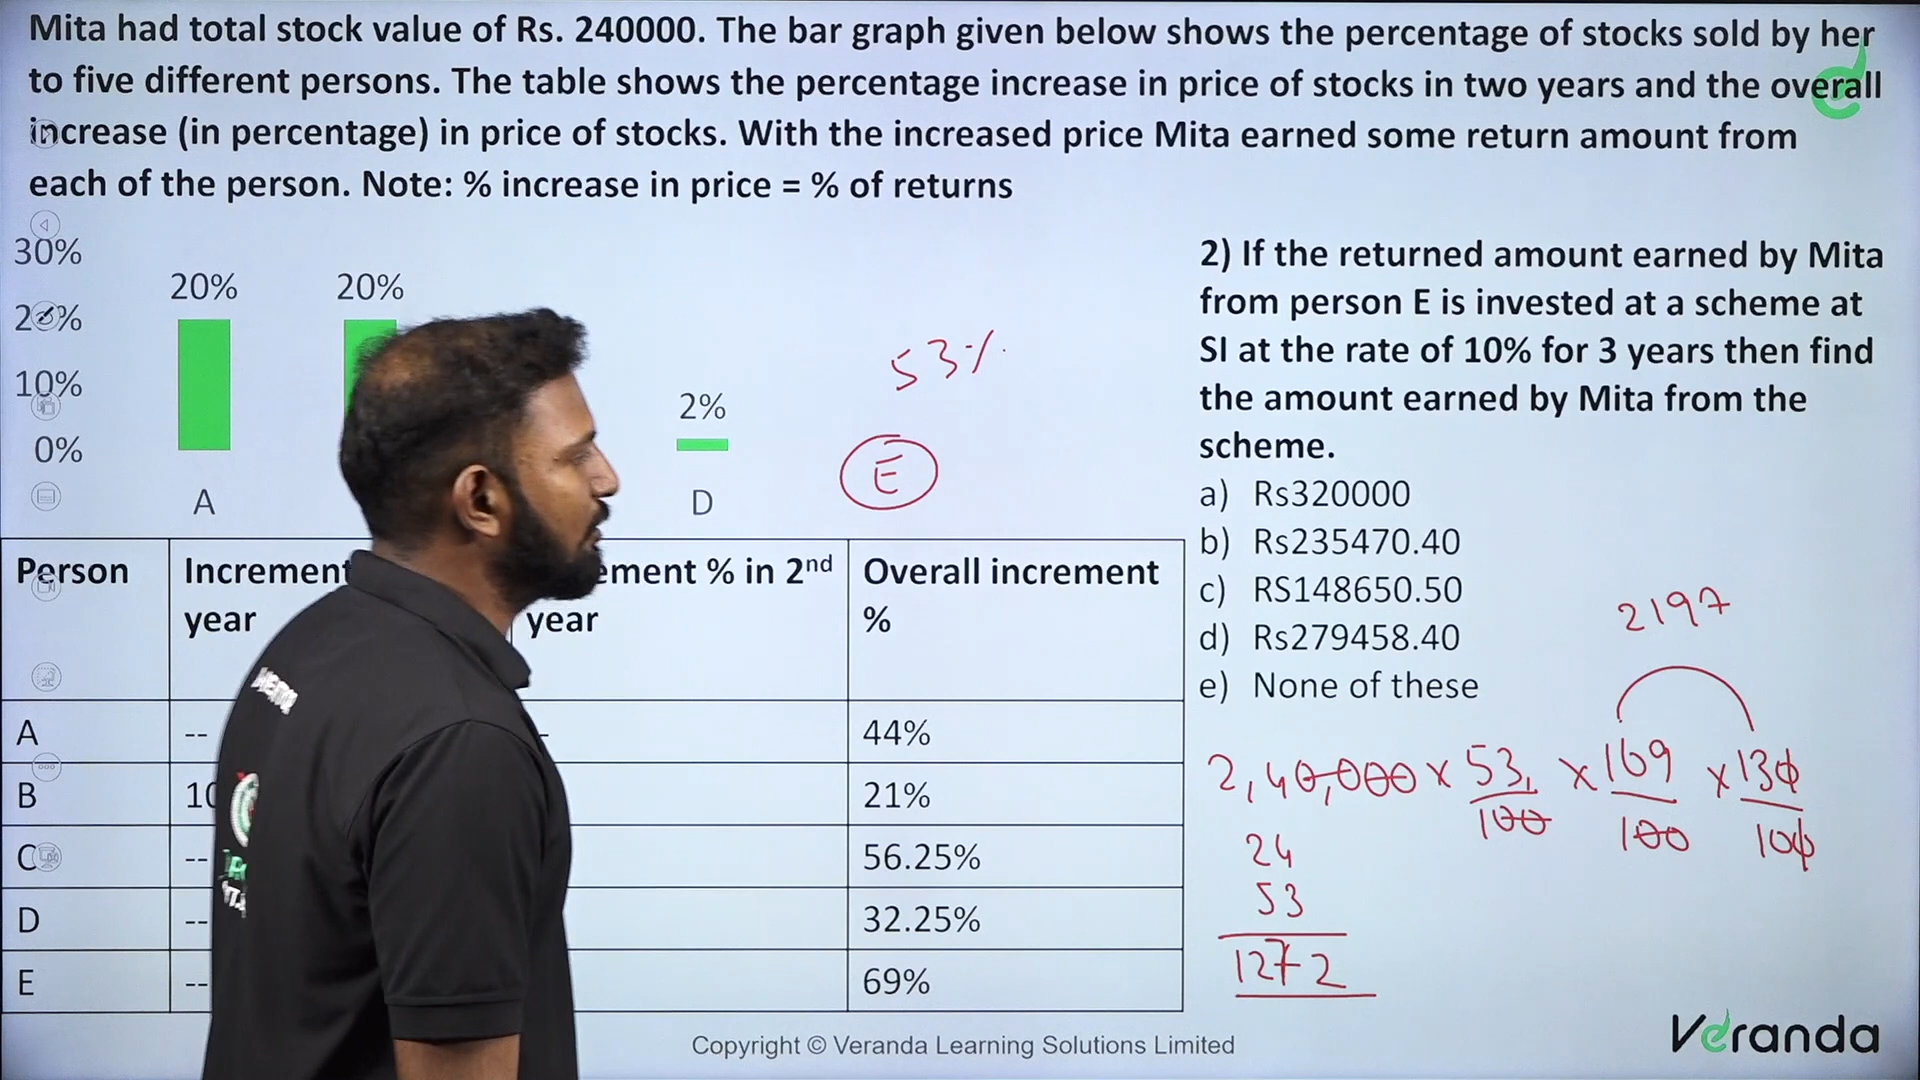 Mita had total stock value of Rs. 240000. The bar graph given below shows the percentage of stocks sold by her
to five different persons. The table shows the percentage increase in price of stocks in two years and the overall
increase (in percentage) in price of stocks. With the increased price Mita earned some return amount from
each of the person. Note: % increase in price = % of returns
30%
20%
10%
0%
20%
20%
2%
A
D
53%
E
2) If the returned amount earned by Mita
from person E is invested at a scheme at
SI at the rate of 10% for 3 years then find
the amount earned by Mita from the
scheme.
a) Rs320000
b) Rs235470.40
c) RS148650.50
d) Rs279458.40
e) None of these
2197
2,40,000 x 53 x 169 x 130
100 100 100
24
53
1272
Person Increment ement % in 2nd Overall increment
year year %
A -- - 44%
B 10 21%
C -- 56.25%
D -- 32.25%
E -- 69%
Copyright © Veranda Learning Solutions Limited
Veranda